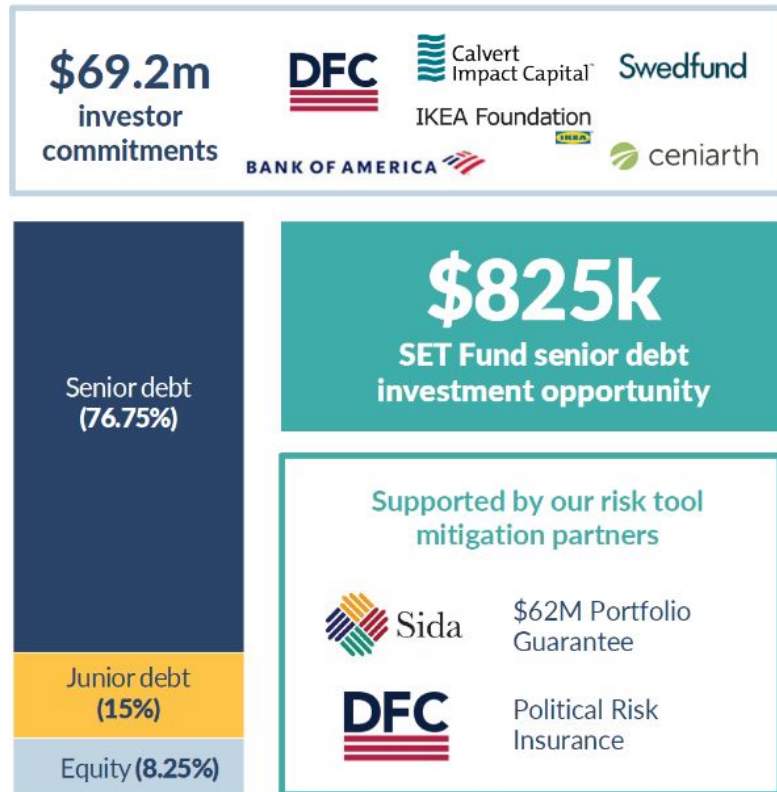 $69.2m
investor
commitments
DFC
Calvert
Impact Capital
Swedfund
IKEA Foundation
IKEA
BANK OF AMERICA
ceniarth
Senior debt
(76.75%)
Junior debt
(15%)
Equity (8.25%)
$825k
SET Fund senior debt
investment opportunity
Supported by our risk tool
mitigation partners
Sida
$62M Portfolio
Guarantee
DFC
Political Risk
Insurance